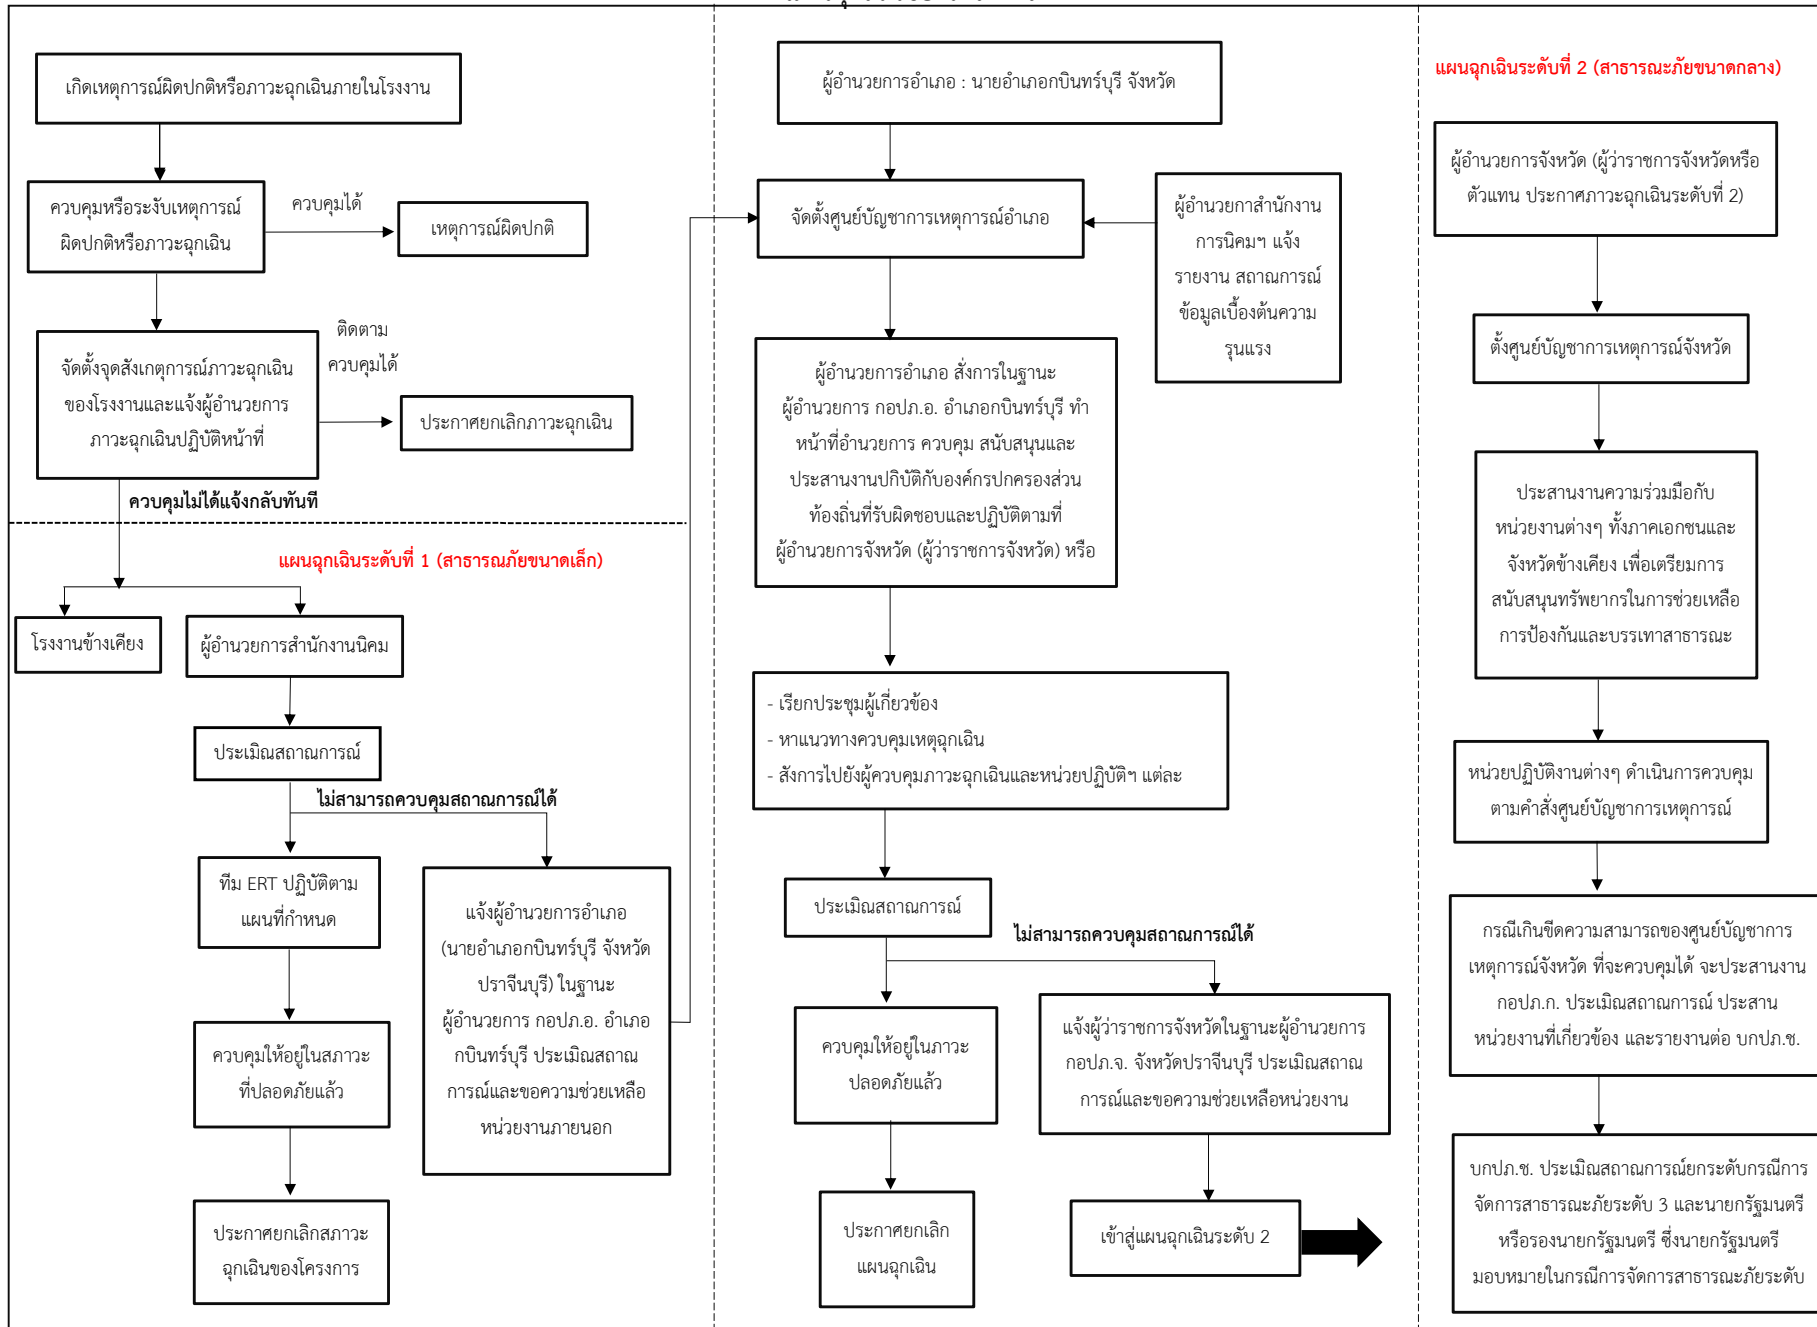 เกิดเหตุการณ์ผิดปกติหรือภาวะฉุกเฉินภายในโรงงาน
ควบคุมหรือระงับเหตุการณ์
ผิดปกติหรือภาวะฉุกเฉิน
ควบคุมได้
เหตุการณ์ผิดปกติ
จัดตั้งจุดสังเกตุการณ์ภาวะฉุกเฉิน
ของโรงงานและแจ้งผู้อำนวยการ
ภาวะฉุกเฉินปฏิบัติหน้าที่
ติดตาม
ควบคุมได้
ประกาศยกเลิกภาวะฉุกเฉิน
ควบคุมไม่ได้แจ้งกลับทันที
แผนฉุกเฉินระดับที่ 1 (สาธารณภัยขนาดเล็ก)
โรงงานข้างเคียง
ผู้อำนวยการสำนักงานนิคม
ประเมินสถาณการณ์
ไม่สามารถควบคุมสถาณการณ์ได้
ทีม ERT ปฏิบัติตาม
แผนที่กำหนด
ควบคุมให้อยู่ในสภาวะ
ที่ปลอดภัยแล้ว
ประกาศยกเลิกสภาวะ
ฉุกเฉินของโครงการ
แจ้งผู้อำนวยการอำเภอ
(นายอำเภอกบินทร์บุรี จังหวัด
ปราจีนบุรี) ในฐานะ
ผู้อำนวยการ กอปภ.อ. อำเภอ
กบินทร์บุรี ประเมินสถาณ
การณ์และขอความช่วยเหลือ
หน่วยงานภายนอก
ผู้อำนวยการอำเภอ : นายอำเภอกบินทร์บุรี จังหวัด
จัดตั้งศูนย์บัญชาการเหตุการณ์อำเภอ
ผู้อำนวยกาสำนักงาน
การนิคมฯ แจ้ง
รายงาน สถาณการณ์
ข้อมูลเบื้องต้นความ
รุนแรง
ผู้อำนวยการอำเภอ สั่งการในฐานะ
ผู้อำนวยการ กอปภ.อ. อำเภอกบินทร์บุรี ทำ
หน้าที่อำนวยการ ควบคุม สนับสนุนและ
ประสานงานปกิบัติกับองค์กรปกครองส่วน
ท้องถิ่นที่รับผิดชอบและปฏิบัติตามที่
ผู้อำนวยการจังหวัด (ผู้ว่าราชการจังหวัด) หรือ
- เรียกประชุมผู้เกี่ยวข้อง
- หาแนวทางควบคุมเหตุฉุกเฉิน
- สังการไปยังผู้ควบคุมภาวะฉุกเฉินและหน่วยปฏิบัติฯ แต่ละ
ประเมิณสถาณการณ์
ไม่สามารถควบคุมสถาณการณ์ได้
ควบคุมให้อยู่ในภาวะ
ปลอดภัยแล้ว
ประกาศยกเลิก
แผนฉุกเฉิน
แจ้งผู้ว่าราชการจังหวัดในฐานะผู้อำนวยการ
กอปภ.จ. จังหวัดปราจีนบุรี ประเมินสถาณ
การณ์และขอความช่วยเหลือหน่วยงาน
เข้าสู่แผนฉุกเฉินระดับ 2
แผนฉุกเฉินระดับที่ 2 (สาธารณะภัยขนาดกลาง)
ผู้อำนวยการจังหวัด (ผู้ว่าราชการจังหวัดหรือ
ตัวแทน ประกาศภาวะฉุกเฉินระดับที่ 2)
ตั้งศูนย์บัญชาการเหตุการณ์จังหวัด
ประสานงานความร่วมมือกับ
หน่วยงานต่างๆ ทั้งภาคเอกชนและ
จังหวัดข้างเคียง เพื่อเตรียมการ
สนับสนุนทรัพยากรในการช่วยเหลือ
การป้องกันและบรรเทาสาธารณะ
หน่วยปฏิบัติงานต่างๆ ดำเนินการควบคุม
ตามคำสั่งศูนย์บัญชาการเหตุการณ์
กรณีเกินขีดความสามารถของศูนย์บัญชาการ
เหตุการณ์จังหวัด ที่จะควบคุมได้ จะประสานงาน
กอปภ.ก. ประเมิณสถาณการณ์ ประสาน
หน่วยงานที่เกี่ยวข้อง และรายงานต่อ บกปภ.ช.
บกปภ.ช. ประเมินสถาณการณ์ยกระดับกรณีการ
จัดการสาธารณะภัยระดับ 3 และนายกรัฐมนตรี
หรือรองนายกรัฐมนตรี ซึ่งนายกรัฐมนตรี
มอบหมายในกรณีการจัดการสาธารณะภัยระดับ